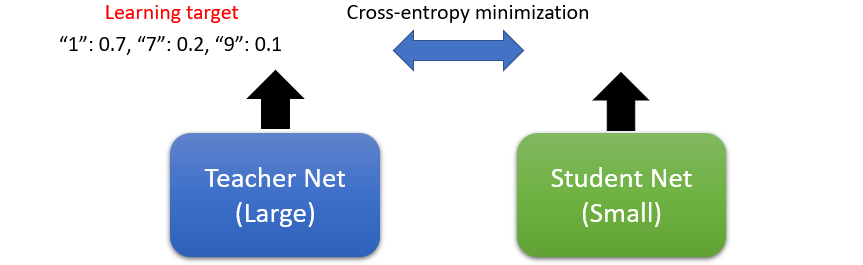 Learning target
Cross-entropy minimization
“1”: 0.7, “7”: 0.2, “9”: 0.1
Teacher Net
(Large)
Student Net
(Small)